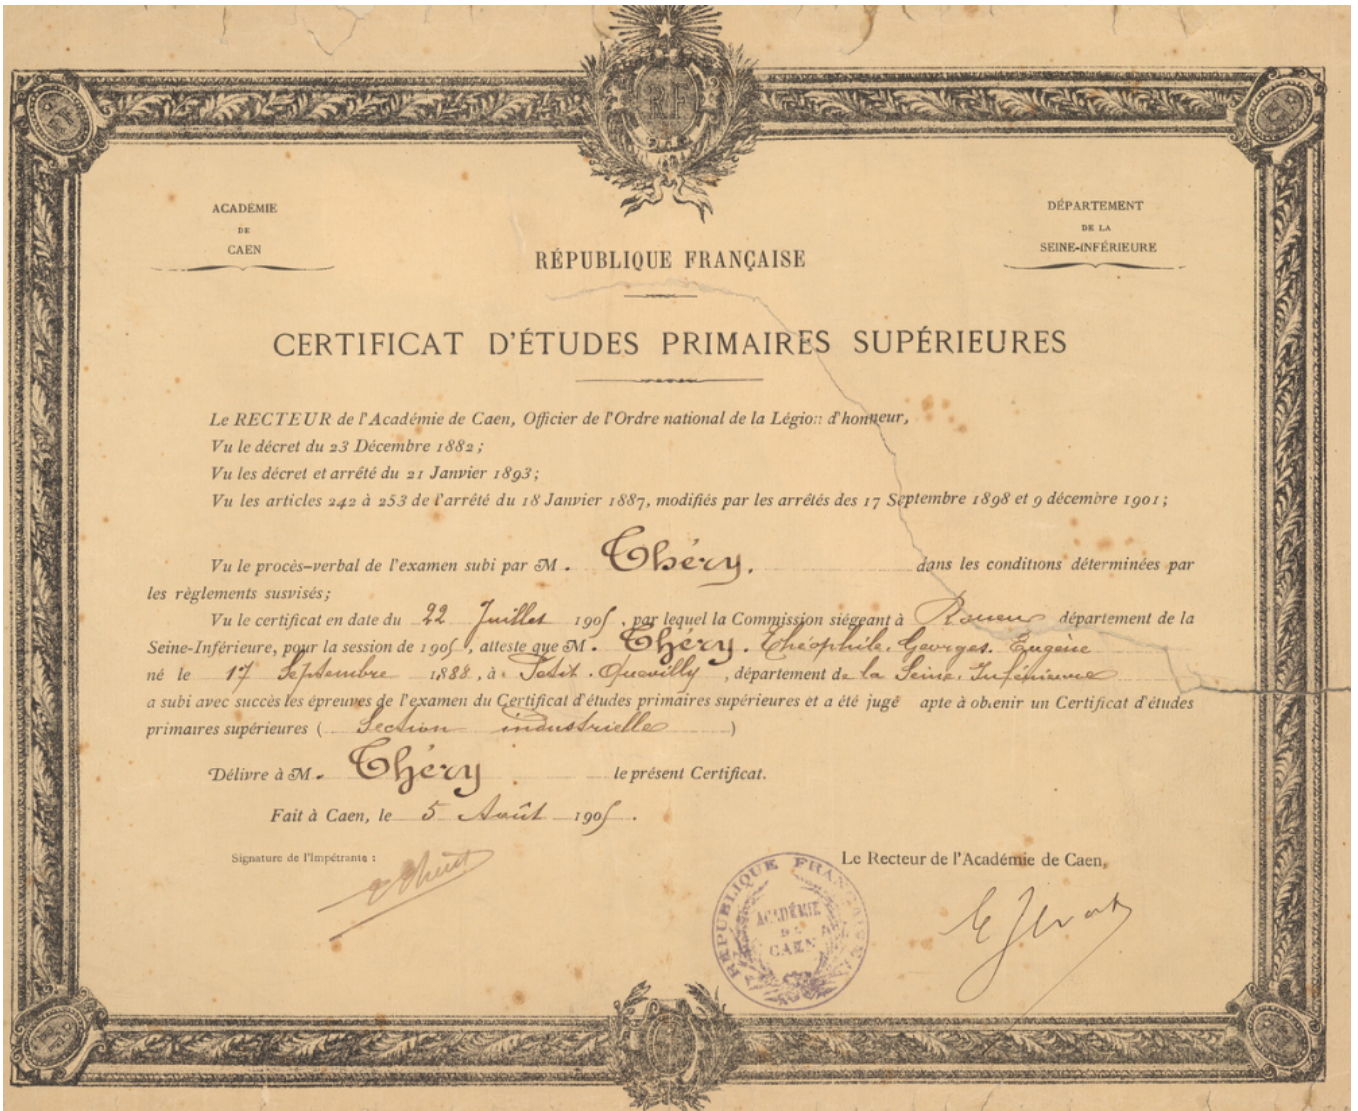 RF
ACADÉMIE
DE
CAEN
DÉPARTEMENT
DE LA
SEINE-INFÉRIEURE
RÉPUBLIQUE FRANÇAISE
CERTIFICAT D'ÉTUDES PRIMAIRES SUPÉRIEURES
Le RECTEUR de l'Académie de Caen, Officier de l'Ordre national de la Légion d'honneur,
Vu le décret du 23 Décembre 1882;
Vu les décret et arrêté du 21 Janvier 1893;
Vu les articles 242 à 253 de l'arrêté du 18 Janvier 1887, modifiés par les arrêtés des 17 Septembre 1898 et 9 décembre 1901;
Vu le procès-verbal de l'examen subi par M. Théry. dans les conditions déterminées par
les règlements susvisés;
Vu le certificat en date du 22 Juillet 1905, par lequel la Commission siégeant à Rouen département de la
Seine-Inférieure, pour la session de 1905, atteste que M. Théry. Théophile. Georges. Eugène
né le 17 Septembre 1888, à Petit. Quevilly, département de la Seine. Inférieure
a subi avec succès les épreuves de l'examen du Certificat d'études primaires supérieures et a été jugé apte à obtenir un Certificat d'études
primaires supérieures ( Section industrielle )
Délivre à M. Théry le présent Certificat.
Fait à Caen, le 5 Août 1905.
Signature de l'Impétrante :
Le Recteur de l'Académie de Caen,
RÉPUBLIQUE FRANÇAISE
ACADÉMIE
DE
CAEN